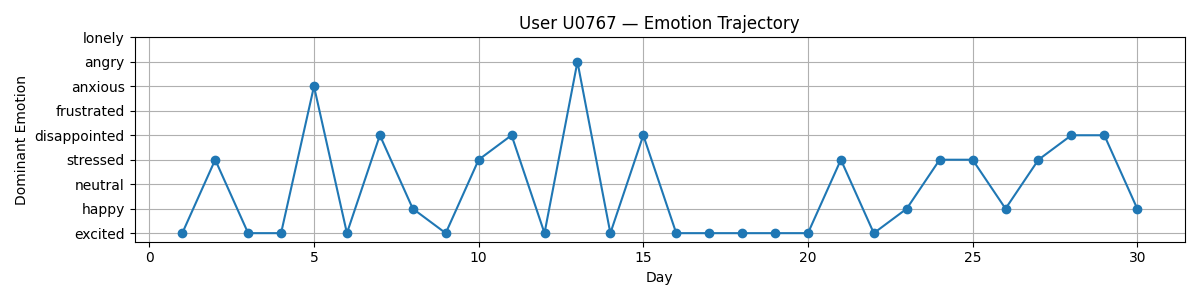 User U0767 — Emotion Trajectory
Dominant Emotion
lonely
angry
anxious
frustrated
disappointed
stressed
neutral
happy
excited
0 5 10 15 20 25 30
Day